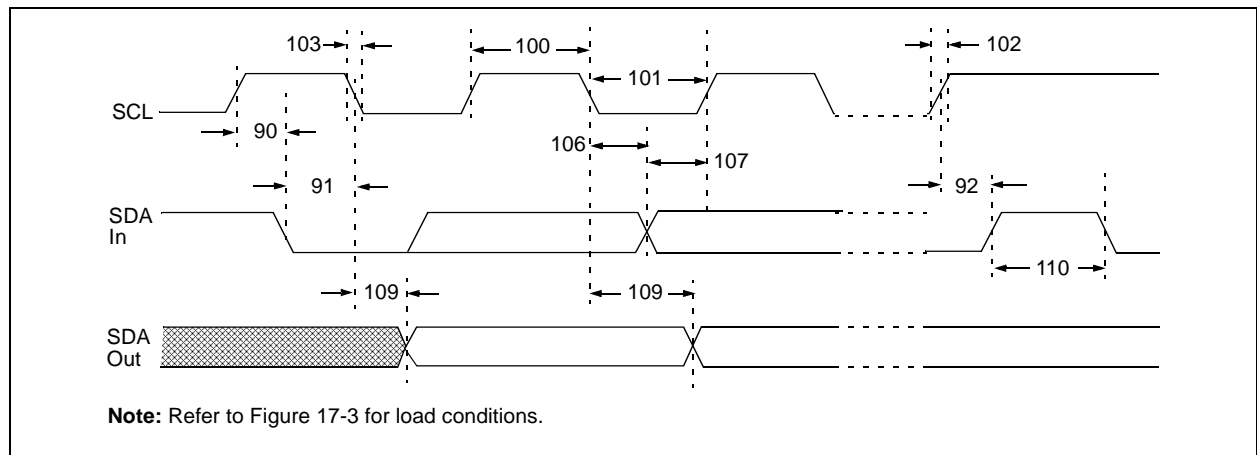 103
100
102
101
SCL
90
106
107
91
92
SDA
In
110
109
109
SDA
Out
Note: Refer to Figure 17-3 for load conditions.